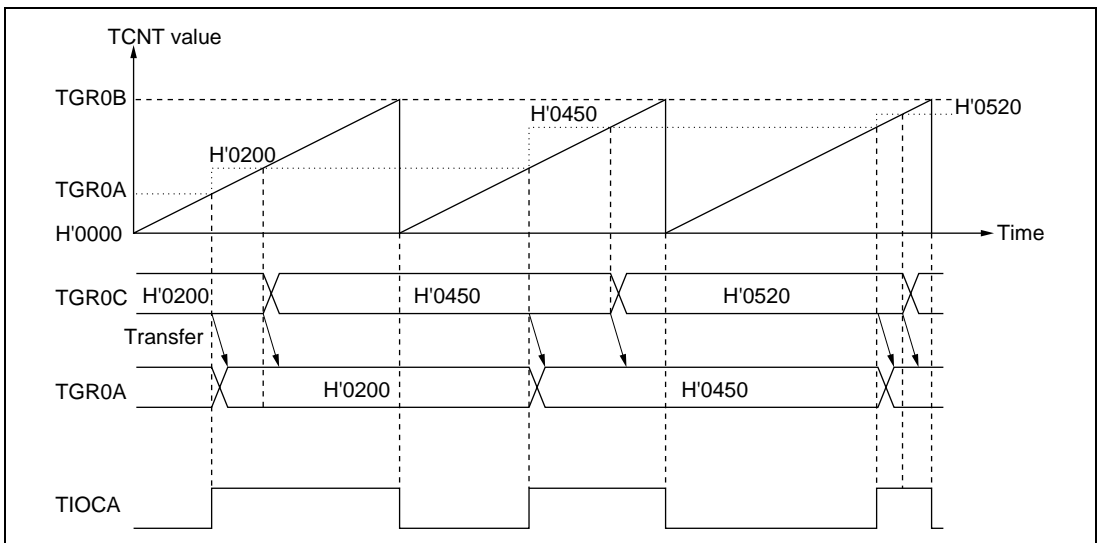 TCNT value
TGR0B
H'0520
H'0450
H'0200
TGR0A
H'0000
Time
TGR0C H'0200 H'0450 H'0520
Transfer
TGR0A H'0200 H'0450
TIOCA